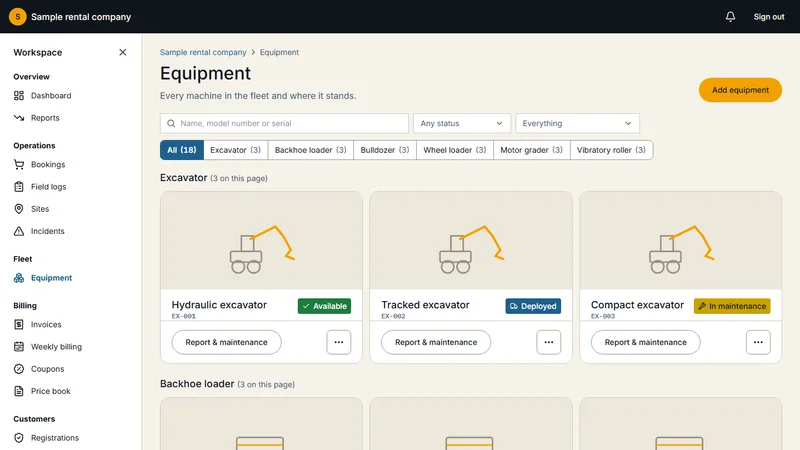 S Sample rental company
Sign out
Workspace
Overview
Dashboard
Reports
Operations
Bookings
Field logs
Sites
Incidents
Fleet
Equipment
Billing
Invoices
Weekly billing
Coupons
Price book
Customers
Registrations
Sample rental company > Equipment
Equipment
Every machine in the fleet and where it stands.
Add equipment
Name, model number or serial
Any status
Everything
All (18)
Excavator (3)
Backhoe loader (3)
Bulldozer (3)
Wheel loader (3)
Motor grader (3)
Vibratory roller (3)
Excavator (3 on this page)
Hydraulic excavator
EX-001
Available
Report & maintenance
Tracked excavator
EX-002
Deployed
Report & maintenance
Compact excavator
EX-003
In maintenance
Report & maintenance
Backhoe loader (3 on this page)